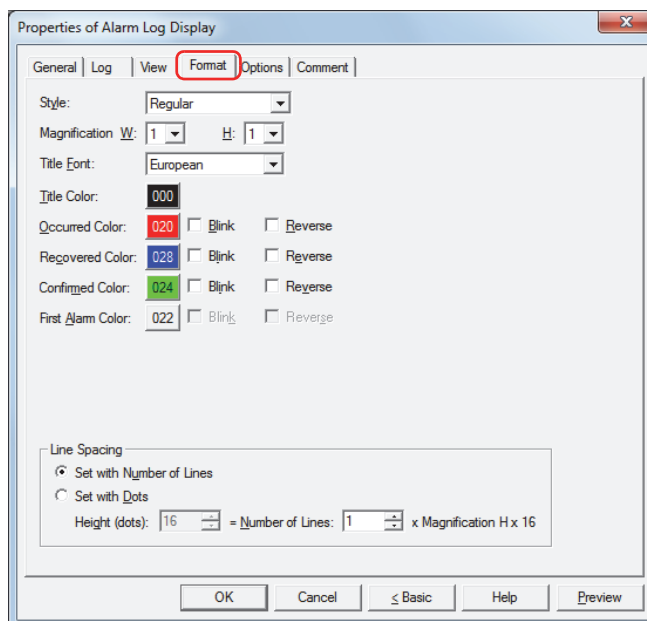 Properties of Alarm Log Display
General Log View Format Options Comment
Style: Regular
Magnification W: 1 H: 1
Title Font: European
Title Color: 000
Occurred Color: 020 Blink Reverse
Recovered Color: 028 Blink Reverse
Confirmed Color: 024 Blink Reverse
First Alarm Color: 022 Blink Reverse
Line Spacing
Set with Number of Lines
Set with Dots
Height (dots): 16 = Number of Lines: 1 x Magnification H x 16
OK Cancel < Basic Help Preview